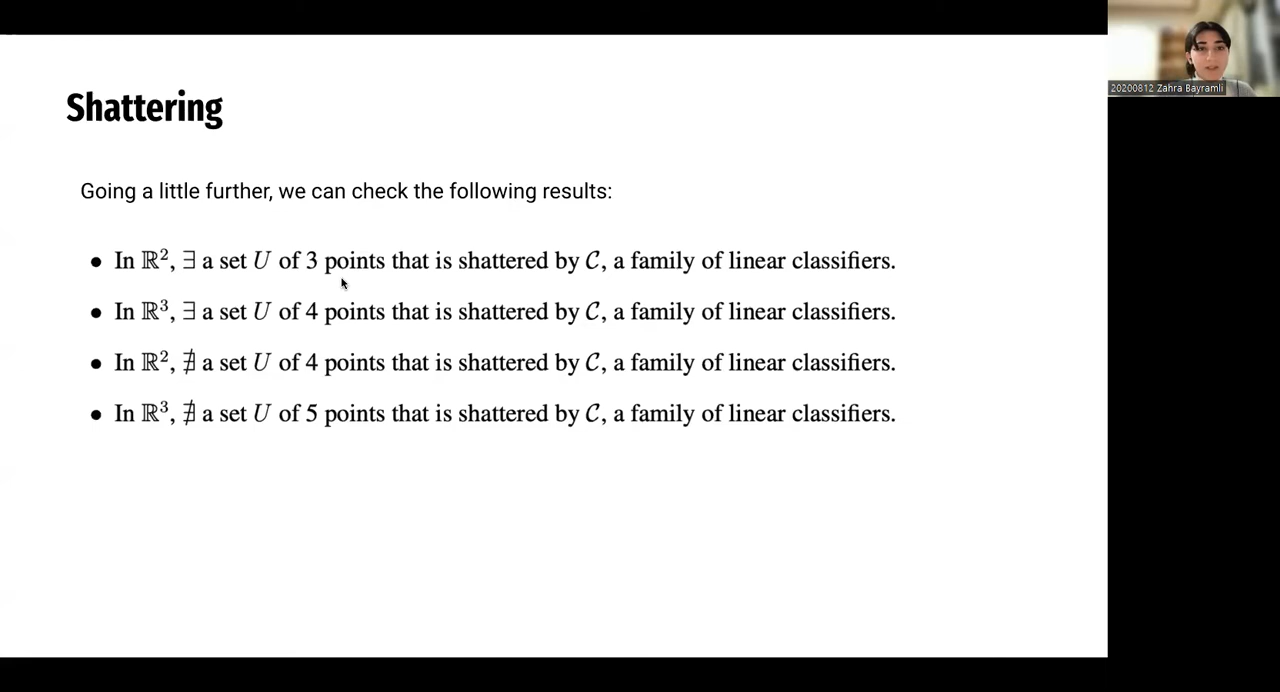 Shattering
20200812 Zahra Bayramli
Going a little further, we can check the following results:
• In ℝ², ∃ a set U of 3 points that is shattered by 𝒞, a family of linear classifiers.
• In ℝ³, ∃ a set U of 4 points that is shattered by 𝒞, a family of linear classifiers.
• In ℝ², ∄ a set U of 4 points that is shattered by 𝒞, a family of linear classifiers.
• In ℝ³, ∄ a set U of 5 points that is shattered by 𝒞, a family of linear classifiers.